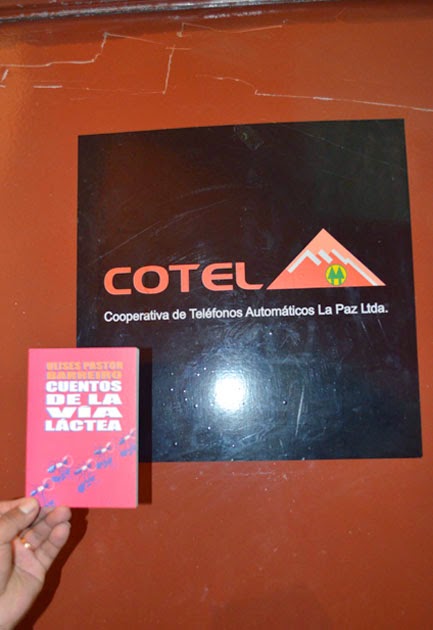 COTEL
Cooperativa de Teléfonos Automáticos La Paz Ltda.
ULISES PASTOR
BARREIRO
CUENTOS
DE LA
VÍA
LÁCTEA